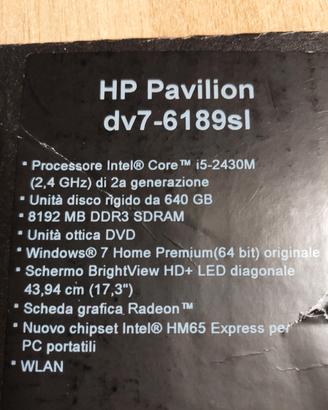 HP Pavilion
dv7-6189sl
· Processore Intel® Core™ i5-2430M
(2,4 GHz) di 2a generazione
· Unità disco rigido da 640 GB
· 8192 MB DDR3 SDRAM
· Unità ottica DVD
· Windows® 7 Home Premium(64 bit) originale
· Schermo BrightView HD+ LED diagonale
43,94 cm (17,3")
· Scheda grafica Radeon™
· Nuovo chipset Intel® HM65 Express per
PC portatili
· WLAN